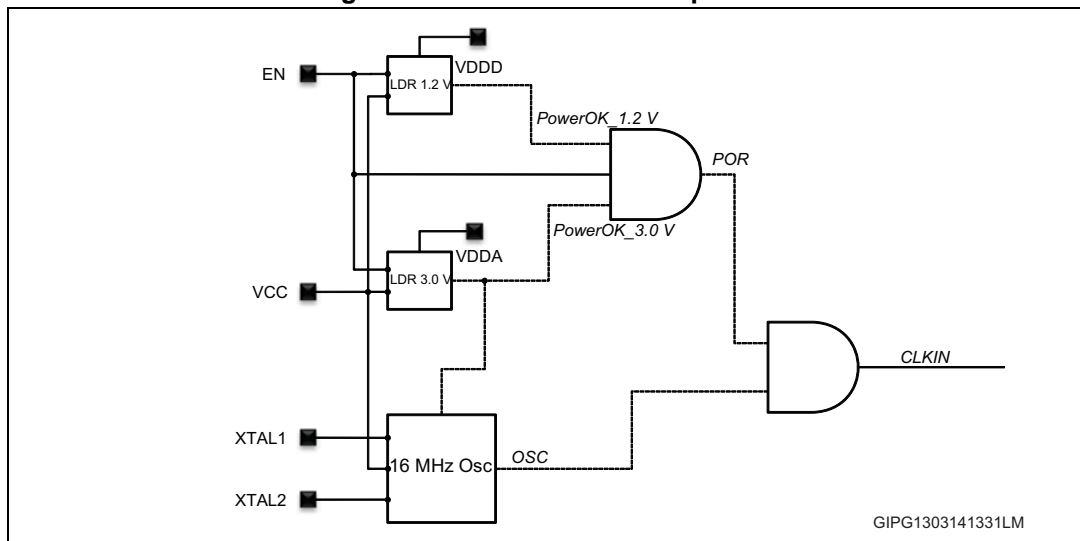 VDDD
EN
LDR 1.2 V
PowerOK_1.2 V
POR
PowerOK_3.0 V
VDDA
LDR 3.0 V
VCC
CLKIN
XTAL1
16 MHz Osc
OSC
XTAL2
GIPG1303141331LM